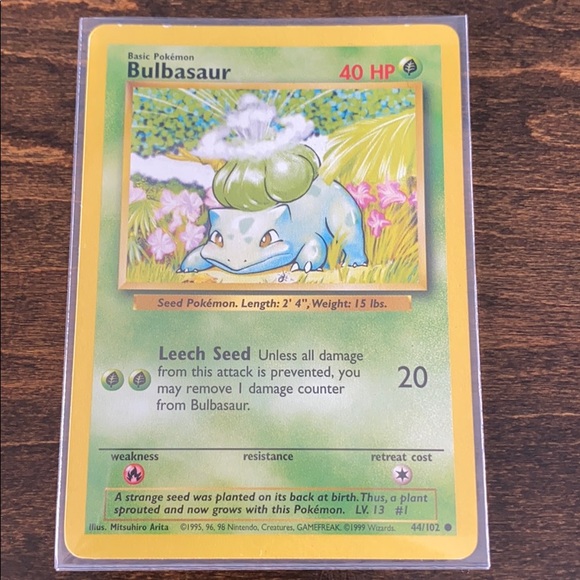 Basic Pokémon
Bulbasaur 40 HP
Seed Pokémon. Length: 2' 4", Weight: 15 lbs.
Leech Seed Unless all damage
from this attack is prevented, you
may remove 1 damage counter
from Bulbasaur.
20
weakness resistance retreat cost
A strange seed was planted on its back at birth. Thus, a plant
sprouted and now grows with this Pokémon. LV. 13 #1
Illus. Mitsuhiro Arita ©1995, 96, 98 Nintendo, Creatures, GAMEFREAK. ©1999 Wizards. 44/102